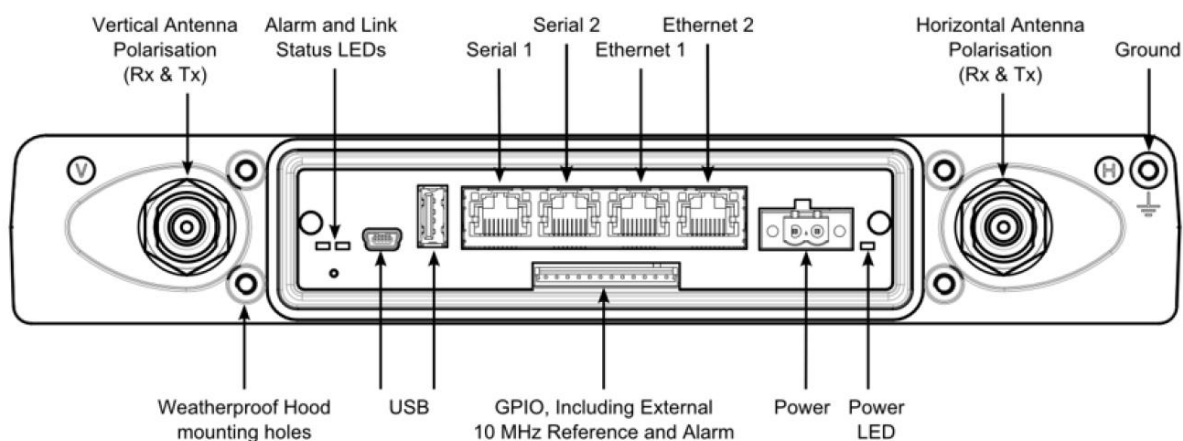 Vertical Antenna
Polarisation
(Rx & Tx)
Alarm and Link
Status LEDs
Serial 1
Serial 2
Ethernet 1
Ethernet 2
Horizontal Antenna
Polarisation
(Rx & Tx)
Ground
V
H
Weatherproof Hood
mounting holes
USB
GPIO, Including External
10 MHz Reference and Alarm
Power
Power
LED